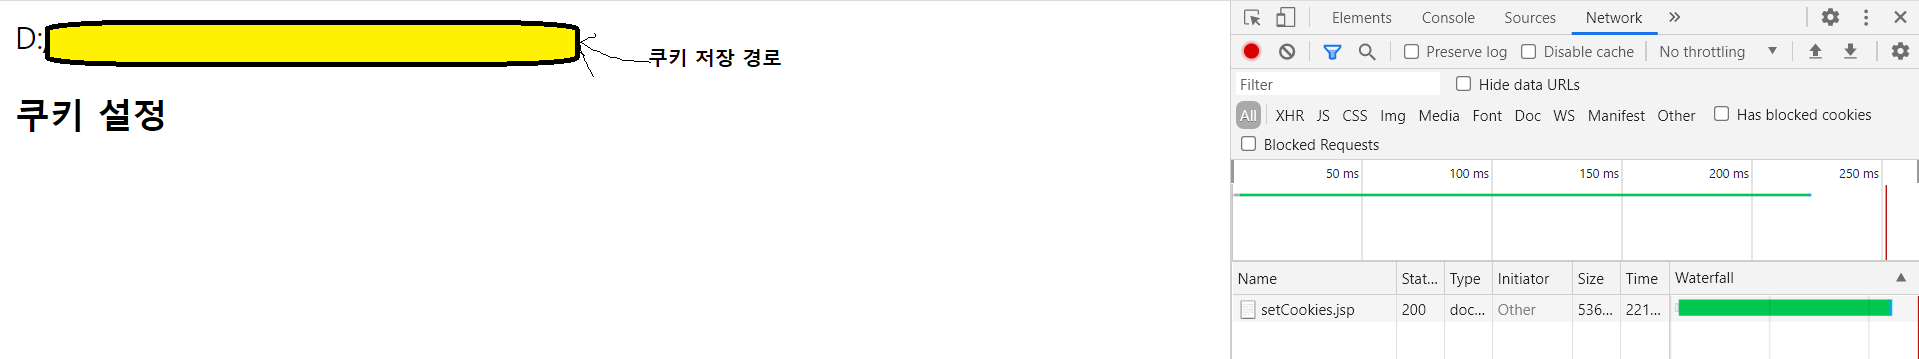 D:
쿠키 저장 경로
쿠키 설정
Elements Console Sources Network »
Preserve log Disable cache No throttling
Filter Hide data URLs
All XHR JS CSS Img Media Font Doc WS Manifest Other Has blocked cookies
Blocked Requests
50 ms 100 ms 150 ms 200 ms 250 ms
Name Stat... Type Initiator Size Time Waterfall
setCookies.jsp 200 doc... Other 536... 221...